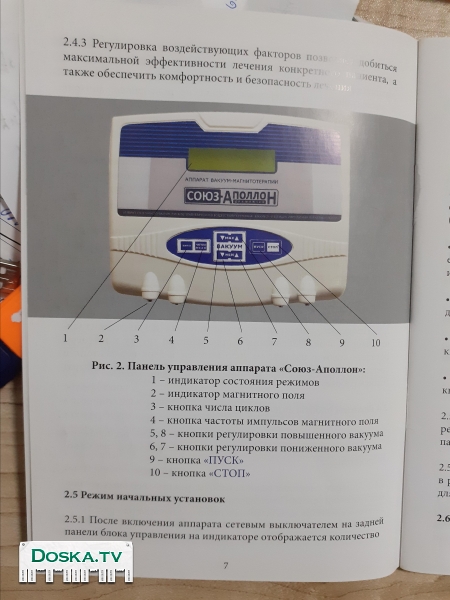 2.4.3 Регулировка воздействующих факторов добиться
максимальной эффективности лечения конкретного пациента, а
также обеспечить комфортность и безопасность
АППАРАТ ВАКУУМ-МАГНИТОТЕРАПИИ
СОЮЗ-АПОЛЛОН
ВАКУУМ
1 2 3 4 5 6 7 8 9 10
Рис. 2. Панель управления аппарата «Союз-Аполлон»:
1 – индикатор состояния режимов
2 – индикатор магнитного поля
3 – кнопка числа циклов
4 – кнопка частоты импульсов магнитного поля
5, 8 – кнопки регулировки повышенного вакуума
6, 7 – кнопки регулировки пониженного вакуума
9 – кнопка «ПУСК»
10 – кнопка «СТОП»
2.5 Режим начальных установок
2.5.1 После включения аппарата сетевым выключателем на задней
панели блока управления на индикаторе отображается количество
7
DOSKA.TV